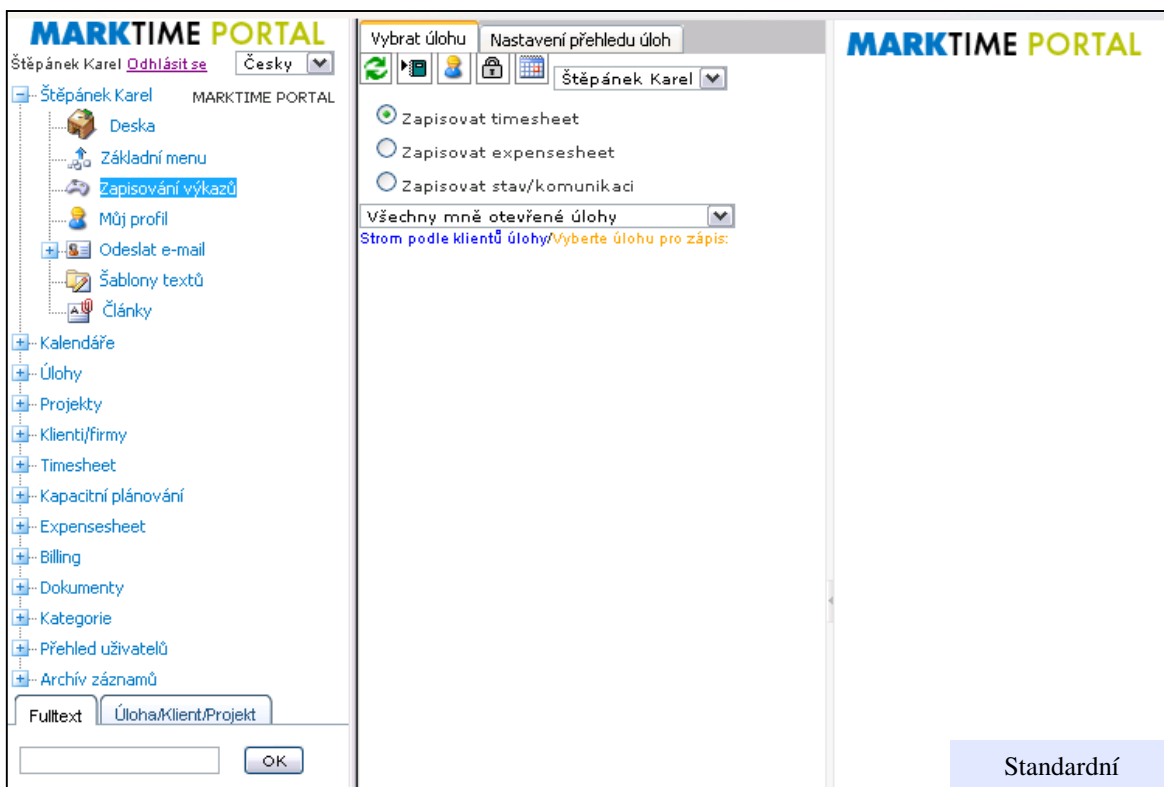 MARKTIME PORTAL
Štěpánek Karel Odhlásit se Česky
Štěpánek Karel MARKTIME PORTAL
Deska
Základní menu
Zapisování výkazů
Můj profil
Odeslat e-mail
Šablony textů
Články
Kalendáře
Úlohy
Projekty
Klienti/firmy
Timesheet
Kapacitní plánování
Expensesheet
Billing
Dokumenty
Kategorie
Přehled uživatelů
Archív záznamů
Fulltext Úloha/Klient/Projekt
OK
Vybrat úlohu Nastavení přehledu úloh
Štěpánek Karel
Zapisovat timesheet
Zapisovat expensesheet
Zapisovat stav/komunikaci
Všechny mně otevřené úlohy
Strom podle klientů úlohy/Vyberte úlohu pro zápis:
MARKTIME PORTAL
Standardní